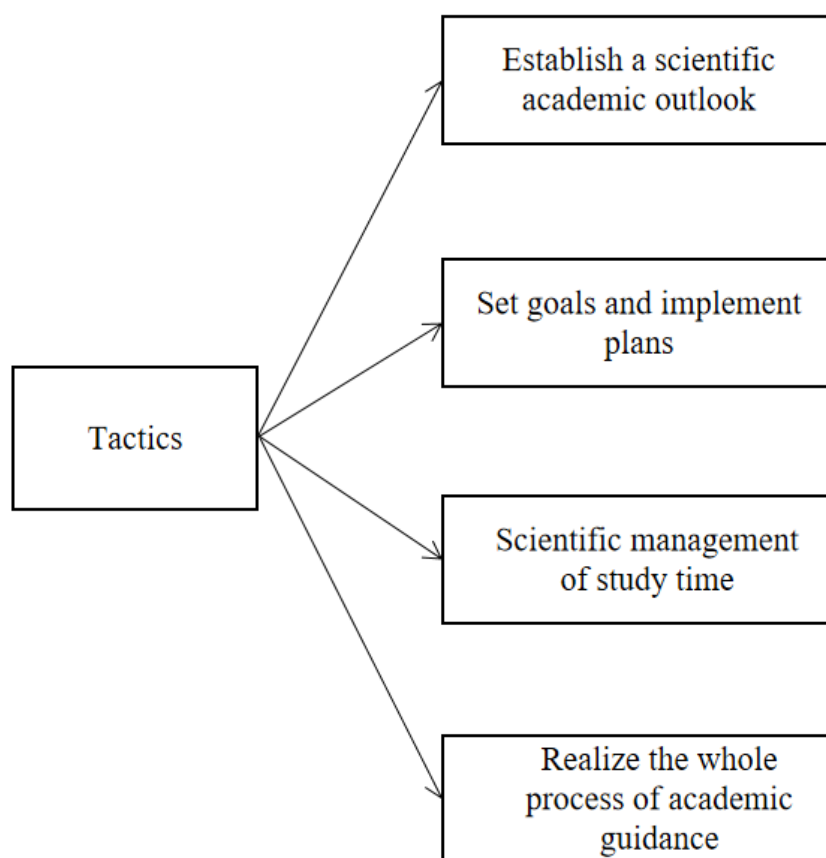 Establish a scientific
academic outlook
Set goals and implement
plans
Tactics
Scientific management
of study time
Realize the whole
process of academic
guidance